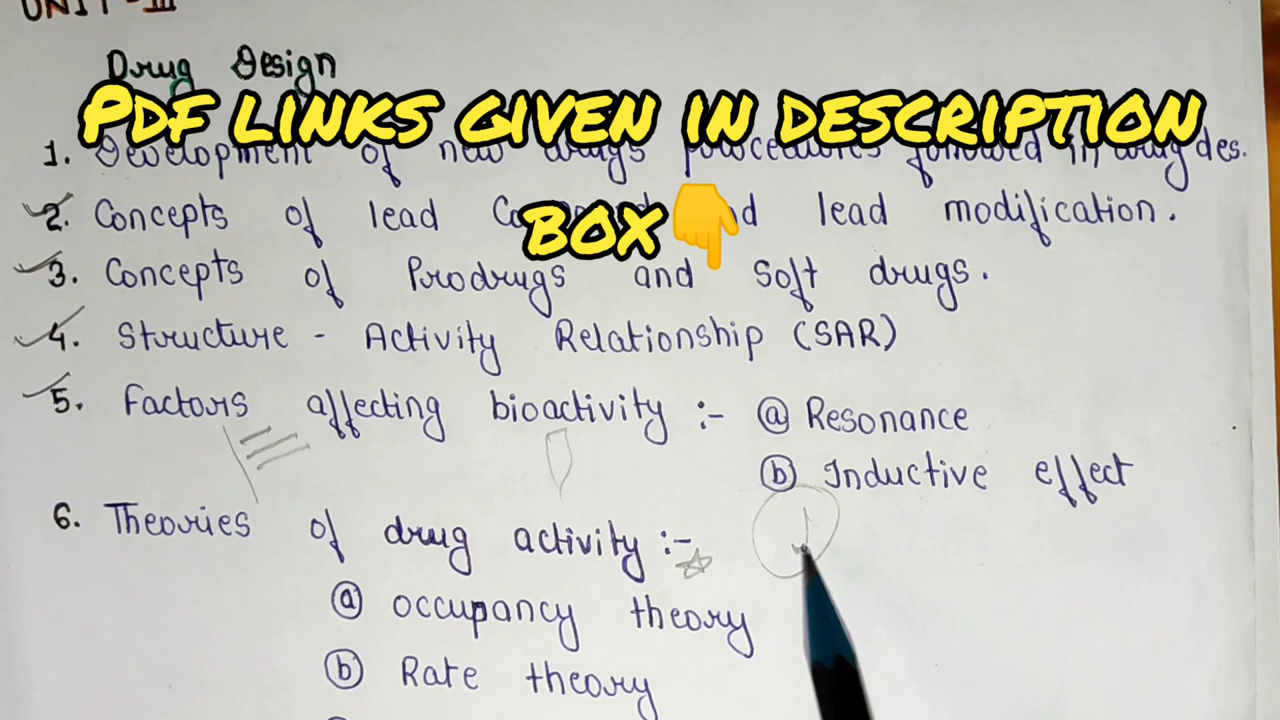 UNIT - III
Drug Design
PDF LINKS GIVEN IN DESCRIPTION
BOX👇
1. Development of new drugs procedures followed in drug des.
2. Concepts of lead and lead modification.
3. Concepts of Prodrugs and Soft drugs.
4. Structure - Activity Relationship (SAR)
5. Factors affecting bioactivity :- (a) Resonance
(b) Inductive effect
6. Theories of drug activity :-
(a) occupancy theory
(b) Rate theory